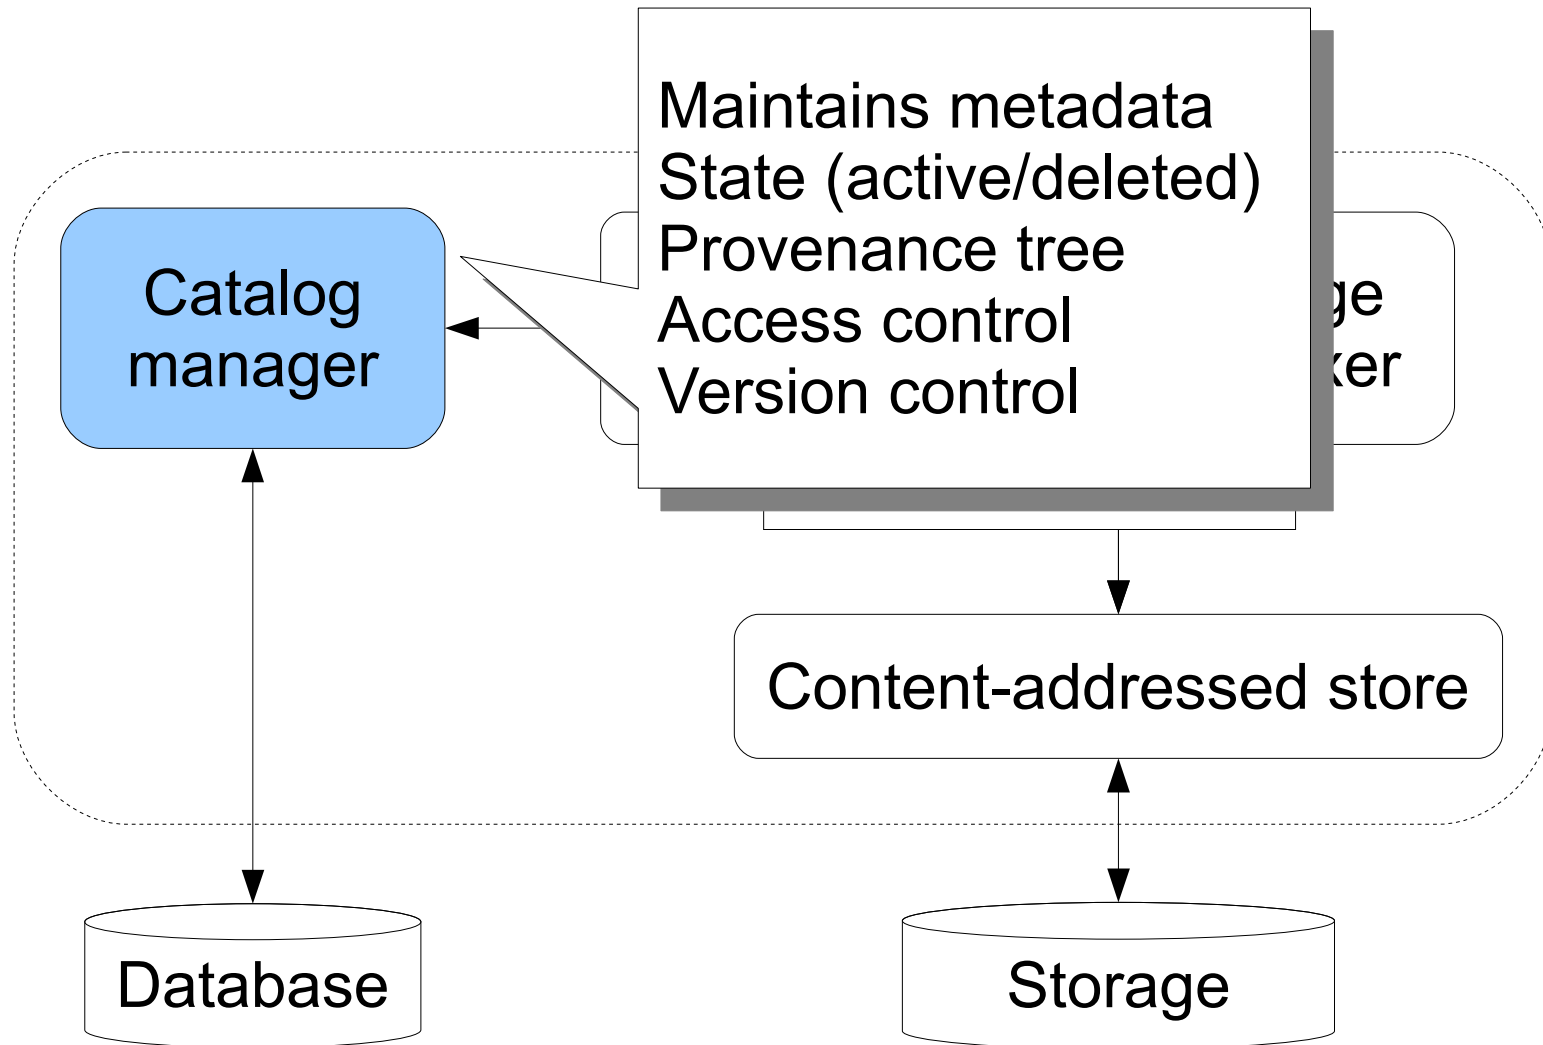 Maintains metadata
State (active/deleted)
Provenance tree
Access control
Version control
Catalog
manager
Content-addressed store
Database
Storage